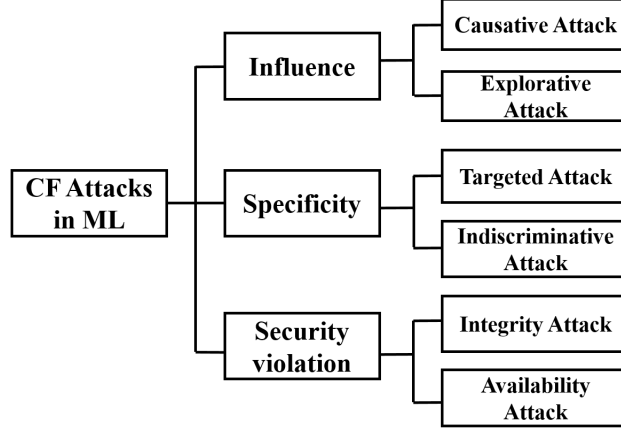 CF Attacks
in ML
Influence
Causative Attack
Explorative
Attack
Specificity
Targeted Attack
Indiscriminative
Attack
Security
violation
Integrity Attack
Availability
Attack